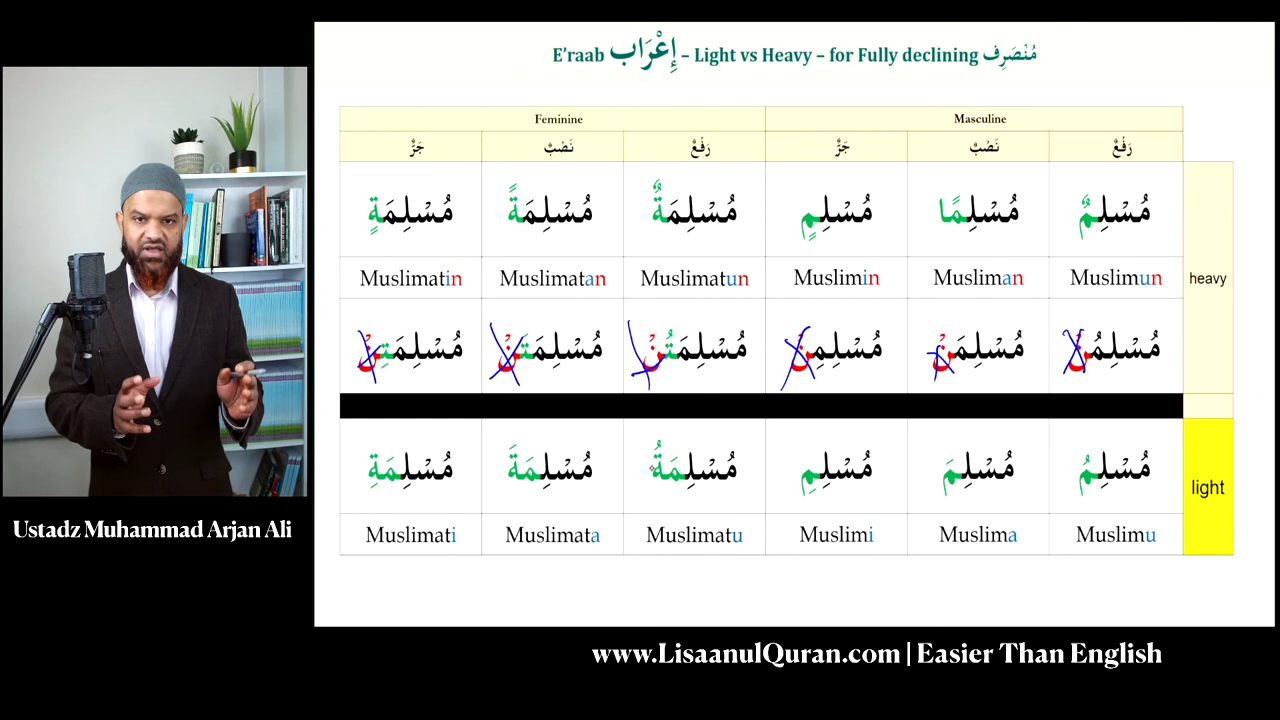 E'raab إِعْرَاب – Light vs Heavy – for Fully declining مُنْصَرِف
Feminine Masculine
جَرٌّ نَصْبٌ رَفْعٌ جَرٌّ نَصْبٌ رَفْعٌ
مُسْلِمَةٍ مُسْلِمَةً مُسْلِمَةٌ مُسْلِمٍ مُسْلِمًا مُسْلِمٌ
Muslimatin Muslimatan Muslimatun Muslimin Musliman Muslimun
heavy
مُسْلِمَتِنْ مُسْلِمَتَنْ مُسْلِمَتُنْ مُسْلِمِنْ مُسْلِمَنْ مُسْلِمُنْ
مُسْلِمَةِ مُسْلِمَةَ مُسْلِمَةُ مُسْلِمِ مُسْلِمَ مُسْلِمُ
light
Muslimati Muslimata Muslimatu Muslimi Muslima Muslimu
Ustadz Muhammad Arjan Ali
www.LisaanulQuran.com | Easier Than English